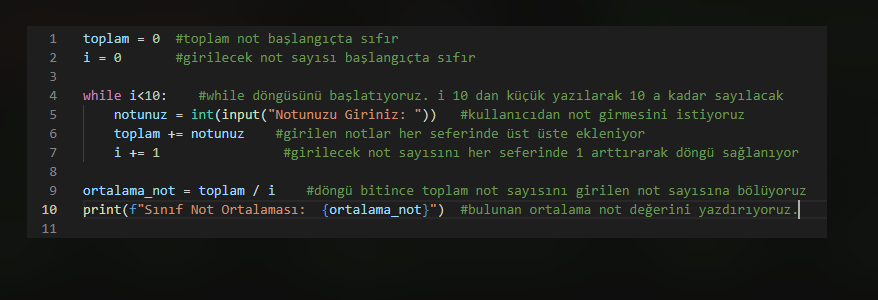 1 toplam = 0 #toplam not başlangıçta sıfır
2 i = 0 #girilecek not sayısı başlangıçta sıfır
3
4 while i<10: #while döngüsünü başlatıyoruz. i 10 dan küçük yazılarak 10 a kadar sayılacak
5 notunuz = int(input("Notunuzu Giriniz: ")) #kullanıcıdan not girmesini istiyoruz
6 toplam += notunuz #girilen notlar her seferinde üst üste ekleniyor
7 i += 1 #girilecek not sayısını her seferinde 1 arttırarak döngü sağlanıyor
8
9 ortalama_not = toplam / i #döngü bitince toplam not sayısını girilen not sayısına bölüyoruz
10 print(f"Sınıf Not Ortalaması: {ortalama_not}") #bulunan ortalama not değerini yazdırıyoruz.
11